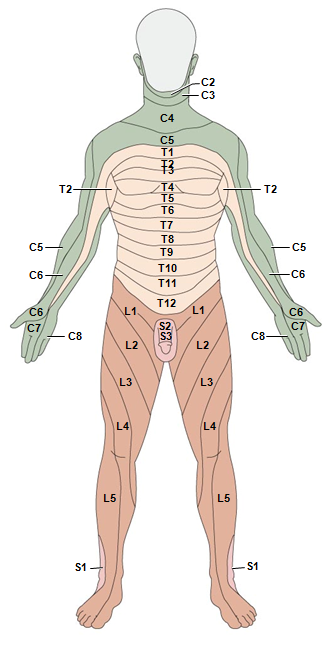 C2
C3
C4
C5
T1
T2
T3
T2 T4 T2
T5
T6
T7
C5 T8 C5
T9
C6 T10 C6
T11
T12
C6 L1 L1 C6
C7 S2 C7
C8 S3 C8
L2 L2
L3 L3
L4 L4
L5 L5
S1 S1